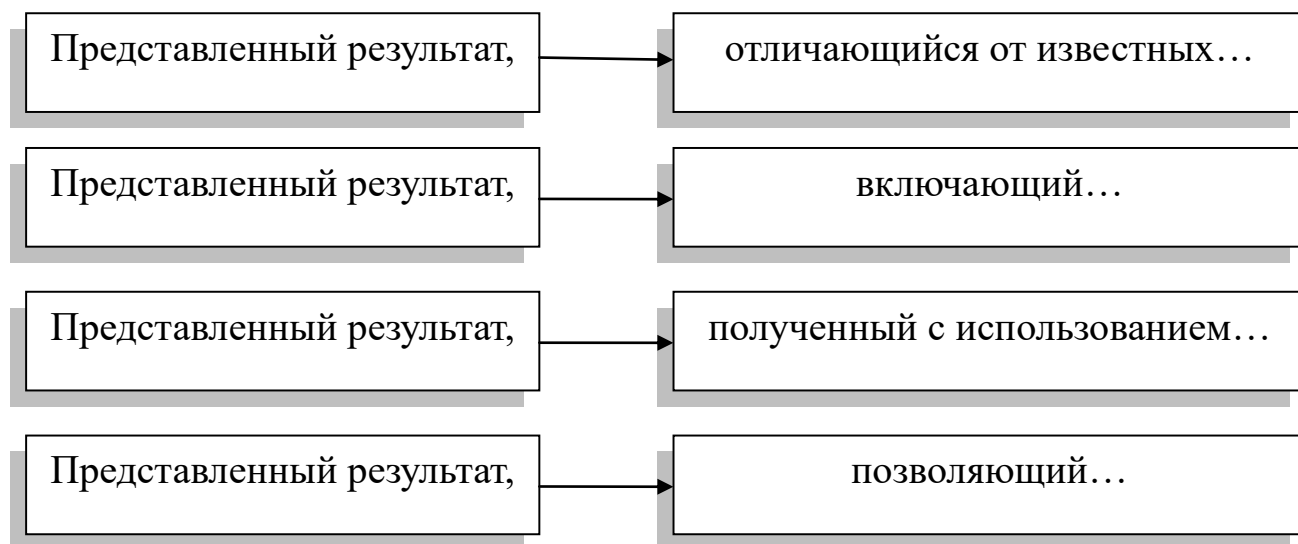 Представленный результат,
отличающийся от известных…
Представленный результат,
включающий…
Представленный результат,
полученный с использованием…
Представленный результат,
позволяющий…